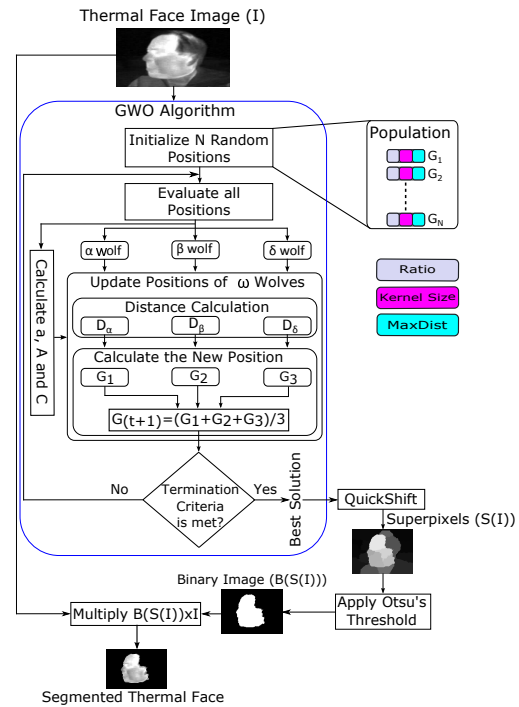 Thermal Face Image (I)
GWO Algorithm
Initialize N Random
Positions
Population
G1
G2
GN
Evaluate all
Positions
α wolf
β wolf
δ wolf
Ratio
Kernel Size
MaxDist
Calculate a, A and C
Update Positions of ω Wolves
Distance Calculation
Dα
Dβ
Dδ
Calculate the New Position
G1
G2
G3
G(t+1)=(G1+G2+G3)/3
No
Termination
Criteria
is met?
Yes
Best Solution
QuickShift
Superpixels (S(I))
Binary Image (B(S(I)))
Apply Otsu's
Threshold
Multiply B(S(I))xI
Segmented Thermal Face